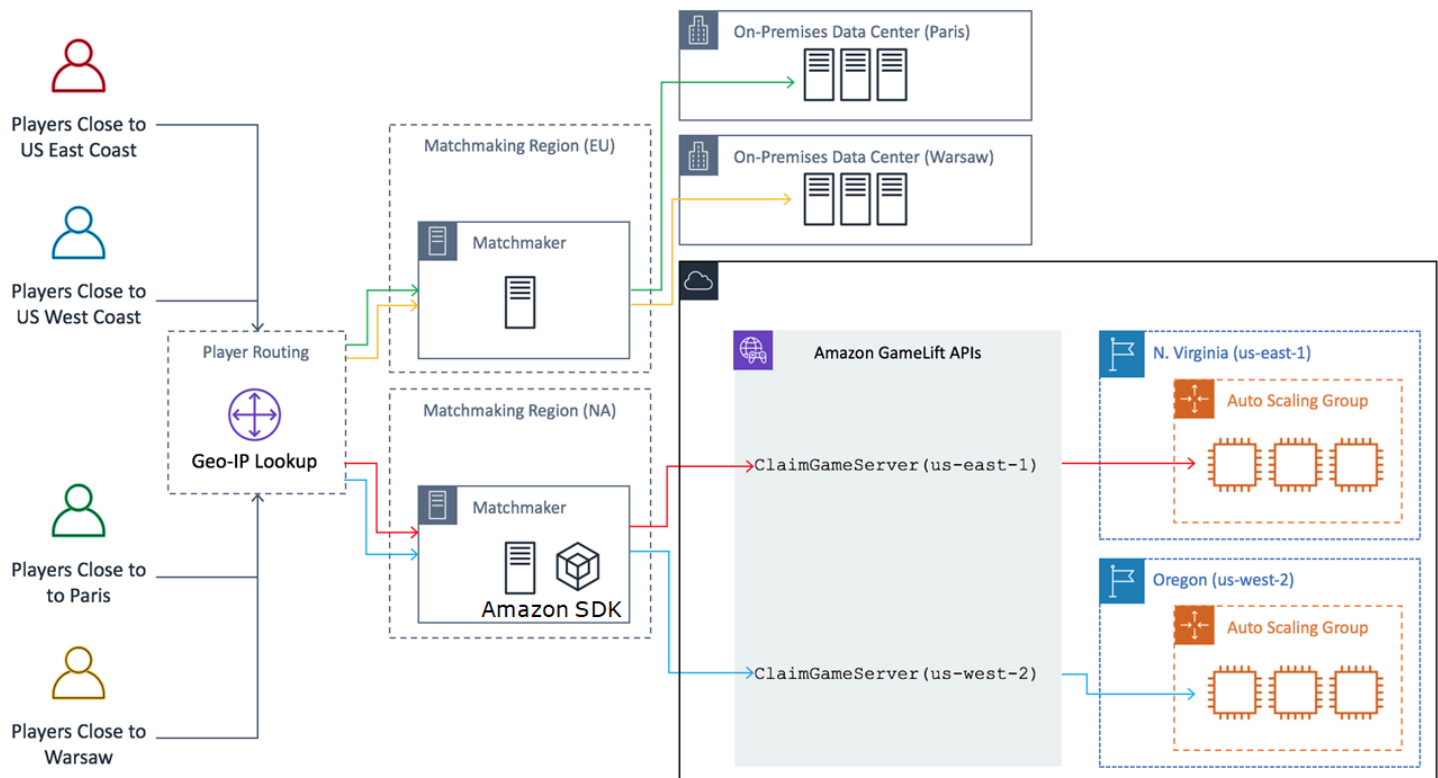 Players Close to
US East Coast
Players Close to
US West Coast
Player Routing
Geo-IP Lookup
Players Close to
to Paris
Players Close to
Warsaw
Matchmaking Region (EU)
Matchmaker
Matchmaking Region (NA)
Matchmaker
Amazon SDK
On-Premises Data Center (Paris)
On-Premises Data Center (Warsaw)
Amazon GameLift APIs
ClaimGameServer(us-east-1)
ClaimGameServer(us-west-2)
N. Virginia (us-east-1)
Auto Scaling Group
Oregon (us-west-2)
Auto Scaling Group